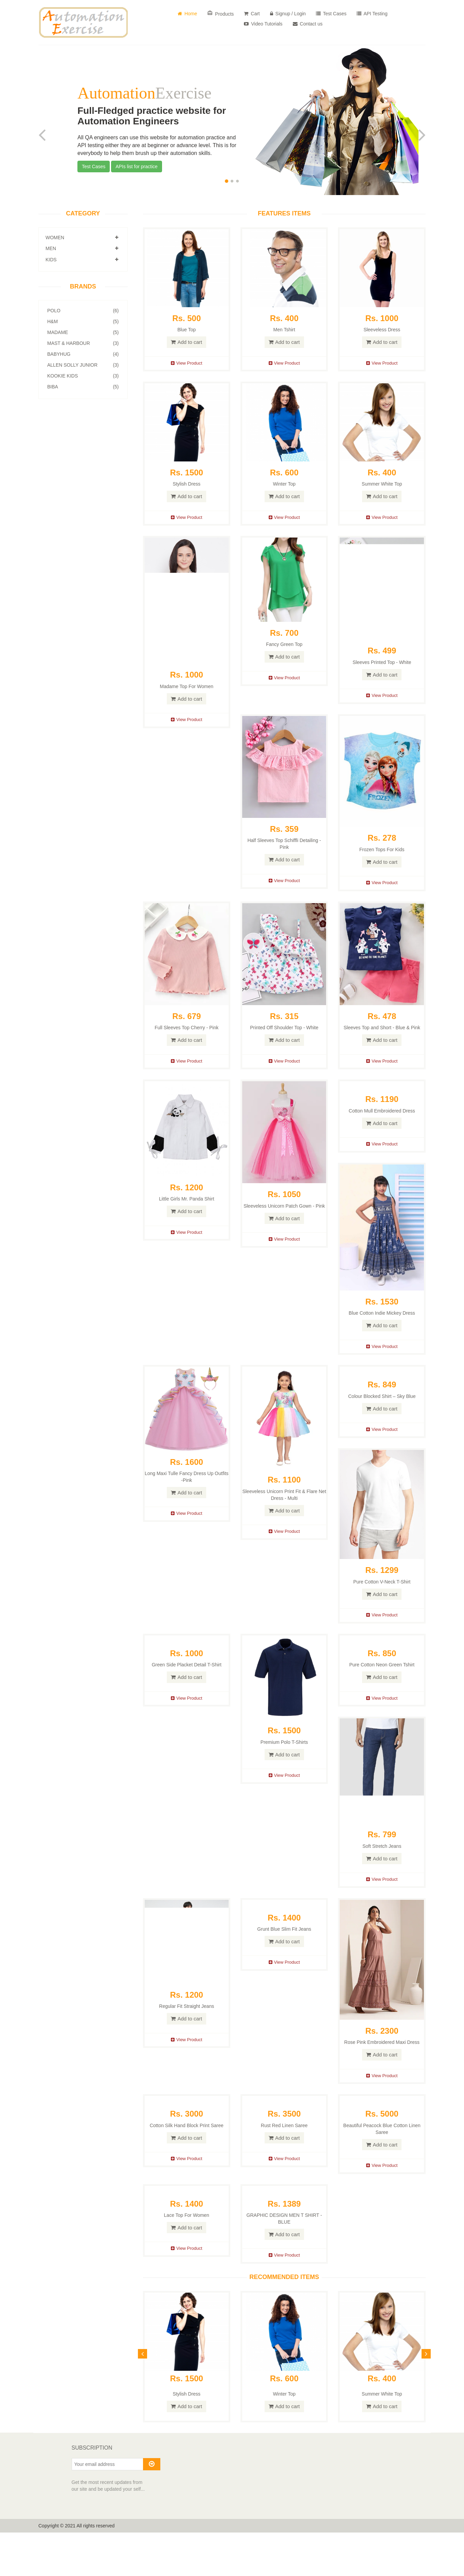 Automation
Exercise
Home
Products
Cart
Signup / Login
Test Cases
API Testing
Video Tutorials
Contact us
AutomationExercise
Full-Fledged practice website for
Automation Engineers
All QA engineers can use this website for automation practice and
API testing either they are at beginner or advance level. This is for
everybody to help them brush up their automation skills.
Test Cases
APIs list for practice
CATEGORY
WOMEN
MEN
KIDS
BRANDS
POLO (6)
H&M (5)
MADAME (5)
MAST & HARBOUR (3)
BABYHUG (4)
ALLEN SOLLY JUNIOR (3)
KOOKIE KIDS (3)
BIBA (5)
FEATURES ITEMS
Rs. 500
Blue Top
Add to cart
View Product
Rs. 400
Men Tshirt
Add to cart
View Product
Rs. 1000
Sleeveless Dress
Add to cart
View Product
Rs. 1500
Stylish Dress
Add to cart
View Product
Rs. 600
Winter Top
Add to cart
View Product
Rs. 400
Summer White Top
Add to cart
View Product
Rs. 1000
Madame Top For Women
Add to cart
View Product
Rs. 700
Fancy Green Top
Add to cart
View Product
Rs. 499
Sleeves Printed Top - White
Add to cart
View Product
Rs. 359
Half Sleeves Top Schiffli Detailing -
Pink
Add to cart
View Product
FROZEN
Rs. 278
Frozen Tops For Kids
Add to cart
View Product
Rs. 679
Full Sleeves Top Cherry - Pink
Add to cart
View Product
Rs. 315
Printed Off Shoulder Top - White
Add to cart
View Product
Rs. 478
Sleeves Top and Short - Blue & Pink
Add to cart
View Product
Rs. 1200
Little Girls Mr. Panda Shirt
Add to cart
View Product
Rs. 1050
Sleeveless Unicorn Patch Gown - Pink
Add to cart
View Product
Rs. 1190
Cotton Mull Embroidered Dress
Add to cart
View Product
Rs. 1530
Blue Cotton Indie Mickey Dress
Add to cart
View Product
Rs. 1600
Long Maxi Tulle Fancy Dress Up Outfits
-Pink
Add to cart
View Product
Rs. 1100
Sleeveless Unicorn Print Fit & Flare Net
Dress - Multi
Add to cart
View Product
Rs. 849
Colour Blocked Shirt – Sky Blue
Add to cart
View Product
Rs. 1299
Pure Cotton V-Neck T-Shirt
Add to cart
View Product
Rs. 1000
Green Side Placket Detail T-Shirt
Add to cart
View Product
Rs. 1500
Premium Polo T-Shirts
Add to cart
View Product
Rs. 850
Pure Cotton Neon Green Tshirt
Add to cart
View Product
Rs. 799
Soft Stretch Jeans
Add to cart
View Product
Rs. 1200
Regular Fit Straight Jeans
Add to cart
View Product
Rs. 1400
Grunt Blue Slim Fit Jeans
Add to cart
View Product
Rs. 2300
Rose Pink Embroidered Maxi Dress
Add to cart
View Product
Rs. 3000
Cotton Silk Hand Block Print Saree
Add to cart
View Product
Rs. 3500
Rust Red Linen Saree
Add to cart
View Product
Rs. 5000
Beautiful Peacock Blue Cotton Linen
Saree
Add to cart
View Product
Rs. 1400
Lace Top For Women
Add to cart
View Product
Rs. 1389
GRAPHIC DESIGN MEN T SHIRT -
BLUE
Add to cart
View Product
RECOMMENDED ITEMS
Rs. 1500
Stylish Dress
Add to cart
Rs. 600
Winter Top
Add to cart
Rs. 400
Summer White Top
Add to cart
SUBSCRIPTION
Your email address
Get the most recent updates from
our site and be updated your self...
Copyright © 2021 All rights reserved